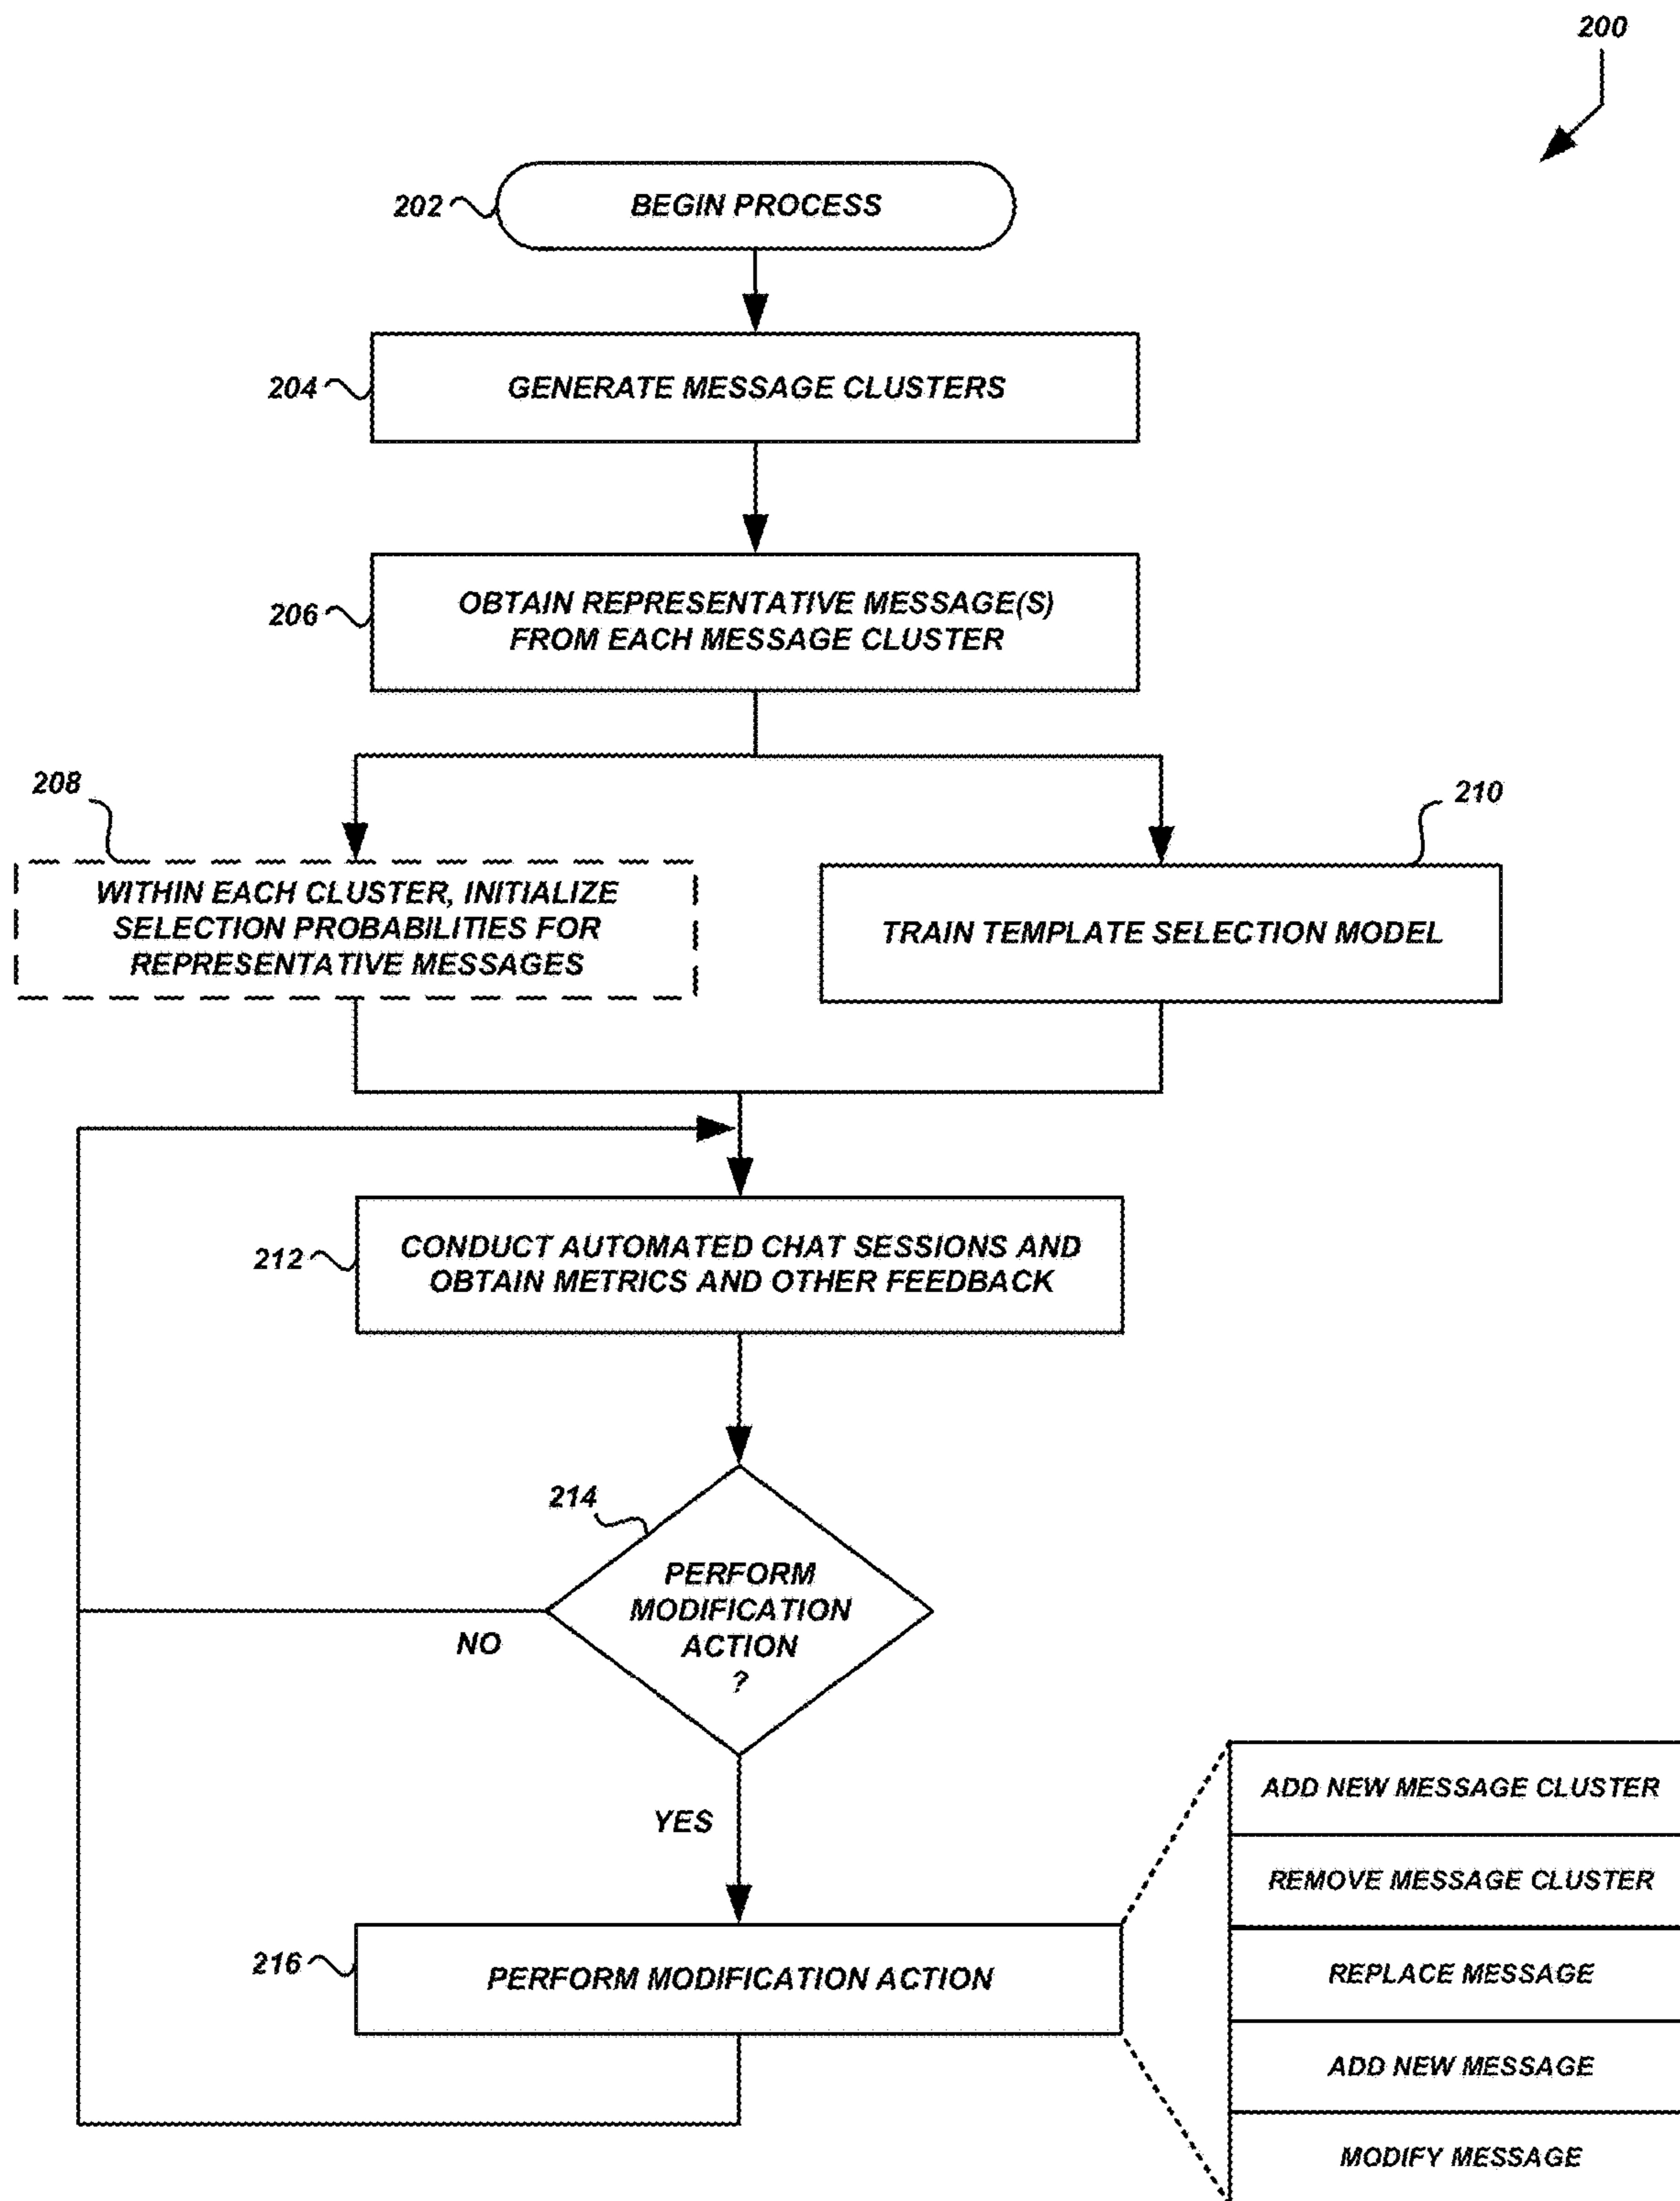 200
202
BEGIN PROCESS
204
GENERATE MESSAGE CLUSTERS
206
OBTAIN REPRESENTATIVE MESSAGE(S)
FROM EACH MESSAGE CLUSTER
208
210
WITHIN EACH CLUSTER, INITIALIZE
SELECTION PROBABILITIES FOR
REPRESENTATIVE MESSAGES
TRAIN TEMPLATE SELECTION MODEL
212
CONDUCT AUTOMATED CHAT SESSIONS AND
OBTAIN METRICS AND OTHER FEEDBACK
214
PERFORM
MODIFICATION
ACTION
?
NO
YES
216
PERFORM MODIFICATION ACTION
ADD NEW MESSAGE CLUSTER
REMOVE MESSAGE CLUSTER
REPLACE MESSAGE
ADD NEW MESSAGE
MODIFY MESSAGE